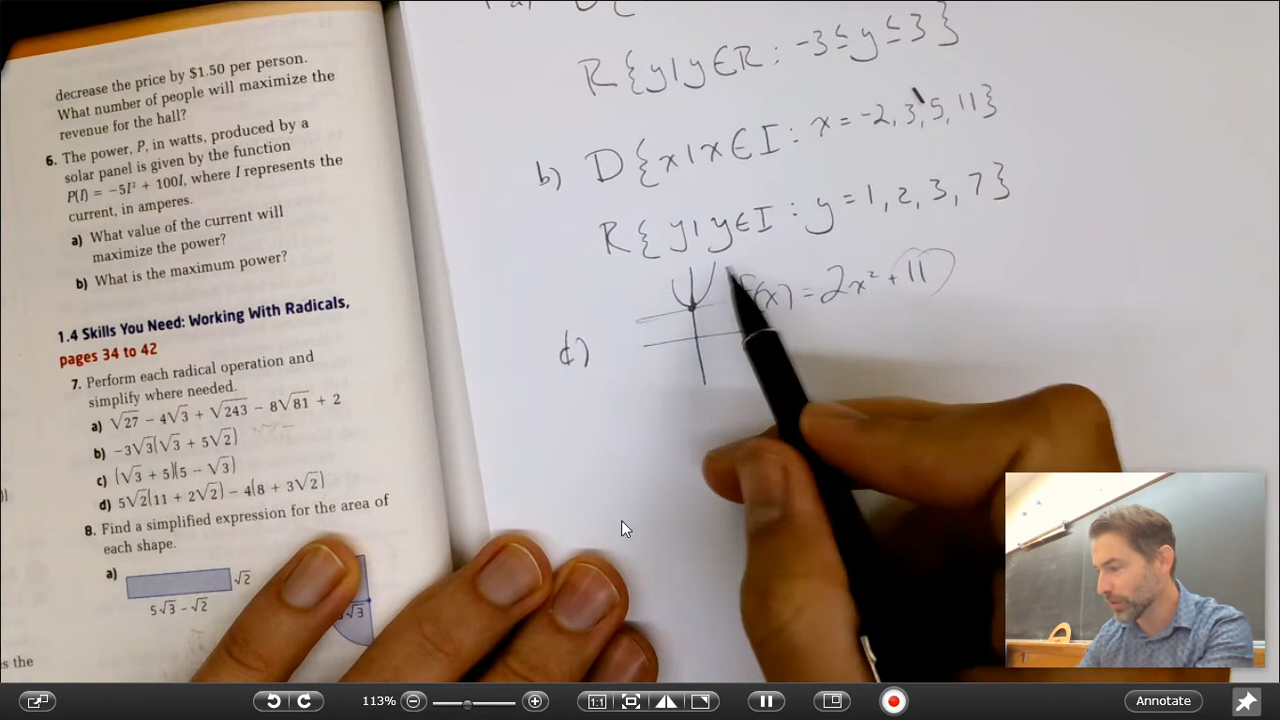 decrease the price by $1.50 per person.
What number of people will maximize the
revenue for the hall?
6. The power, P, in watts, produced by a
solar panel is given by the function
P(I) = −5I² + 100I, where I represents the
current, in amperes.
a) What value of the current will
maximize the power?
b) What is the maximum power?
1.4 Skills You Need: Working With Radicals,
pages 34 to 42
7. Perform each radical operation and
simplify where needed.
a) √27 − 4√3 + √243 − 8√81 + 2
b) −3√3(√3 + 5√2)
c) (√3 + 5)(5 − √3)
d) 5√2(11 + 2√2) − 4(8 + 3√2)
8. Find a simplified expression for the area of
each shape.
a)
√2
5√3 − √2
√3
s the
R{y|y∈R : -3≤y≤3}
b) D{x|x∈I : x = -2, 3, 5, 11}
R{y|y∈I : y = 1, 2, 3, 7}
d)
(x) = 2x² + 11
113%
1:1
Annotate